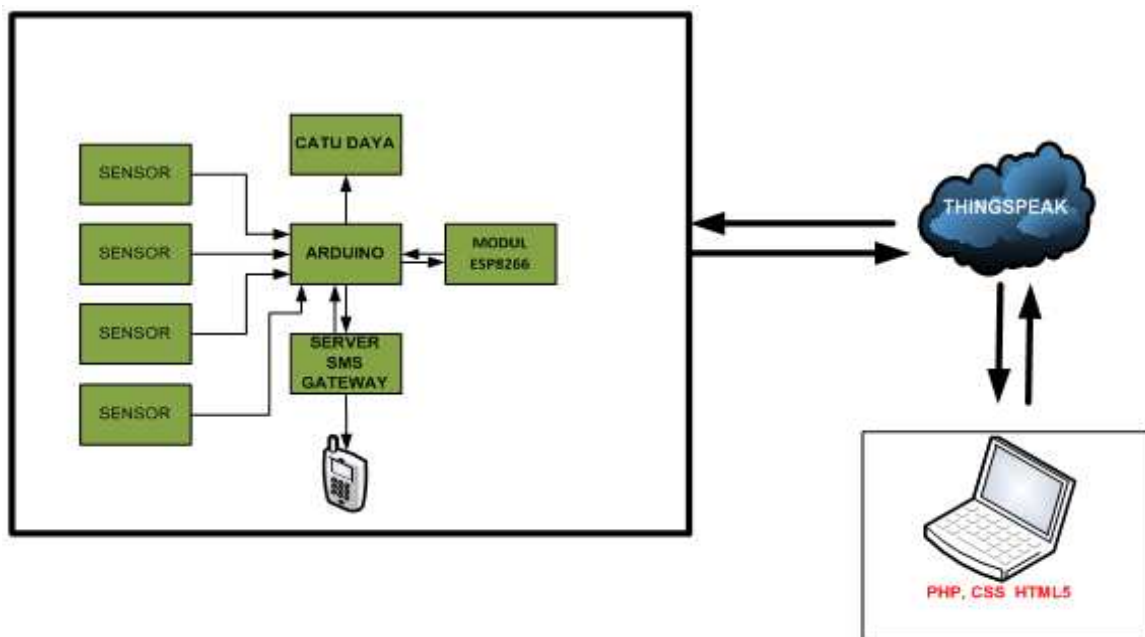 CATU DAYA
SENSOR
SENSOR
SENSOR
SENSOR
ARDUINO
MODUL
ESP8266
SERVER
SMS
GATEWAY
THINGSPEAK
PHP, CSS HTML5